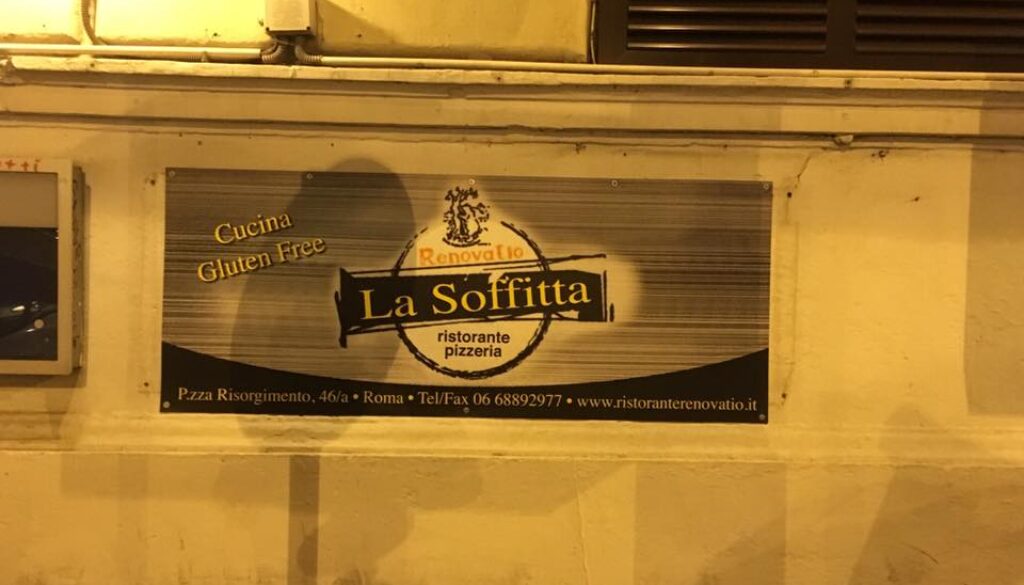 Cucina
Gluten Free
Renovatio
La Soffitta
ristorante
pizzeria
P.zza Risorgimento, 46/a • Roma • Tel/Fax 06 68892977 • www.ristoranterenovatio.it